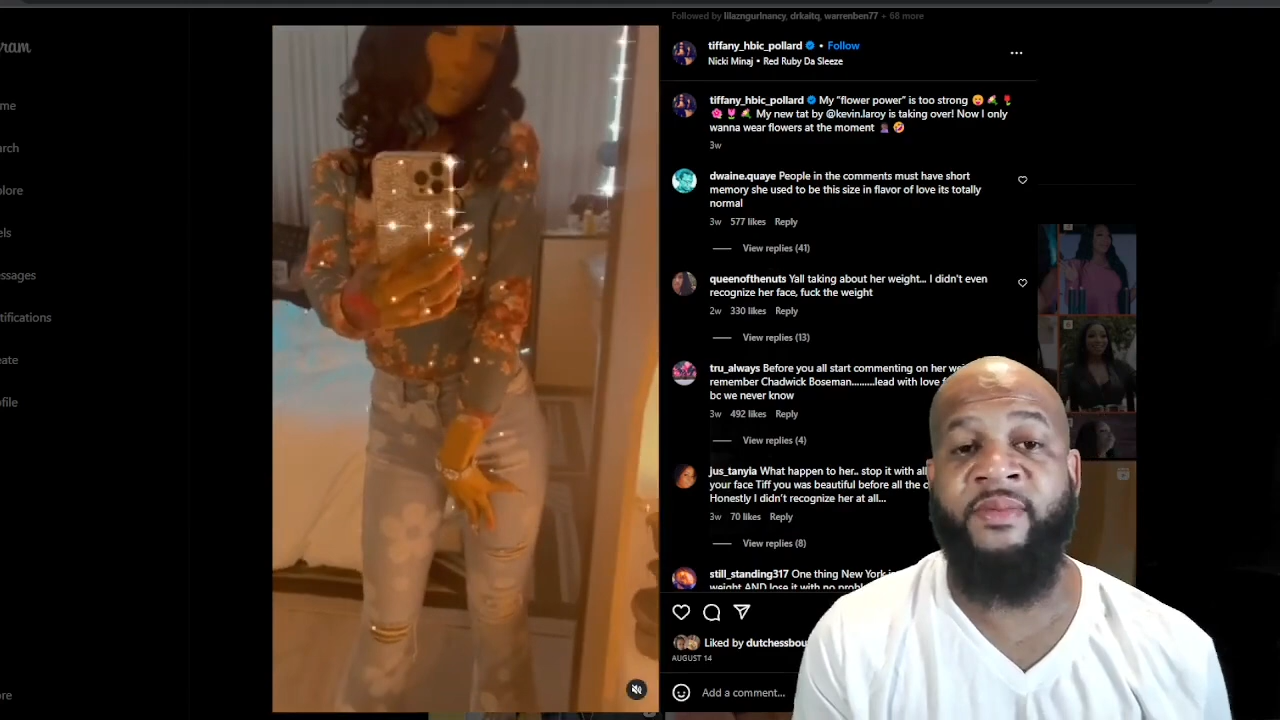 Followed by lilazngurlnancy, drkaitq, warrenben77 + 68 more
ram
tiffany_hbic_pollard • Follow
Nicki Minaj • Red Ruby Da Sleeze
me
rch
lore
els
ssages
tifications
eate
file
ore
tiffany_hbic_pollard My “flower power” is too strong 🥵 💐 🌹
🌺 🌷 💐 My new tat by @kevin.laroy is taking over! Now I only
wanna wear flowers at the moment 🤦🏾‍♀️ 🤣
3w
dwaine.quaye People in the comments must have short
memory she used to be this size in flavor of love its totally
normal
3w 577 likes Reply
View replies (41)
queenofthenuts Yall taking about her weight... I didn't even
recognize her face, fuck the weight
2w 330 likes Reply
View replies (13)
tru_always Before you all start commenting on her
remember Chadwick Boseman.........lead with love
bc we never know
3w 492 likes Reply
View replies (4)
jus_tanyia What happen to her.. stop it with all
your face Tiff you was beautiful before all the
Honestly I didn't recognize her at all...
3w 70 likes Reply
View replies (8)
still_standing317 One thing New York
weight AND lose it with no
Liked by dutchessbou
AUGUST 14
Add a comment...